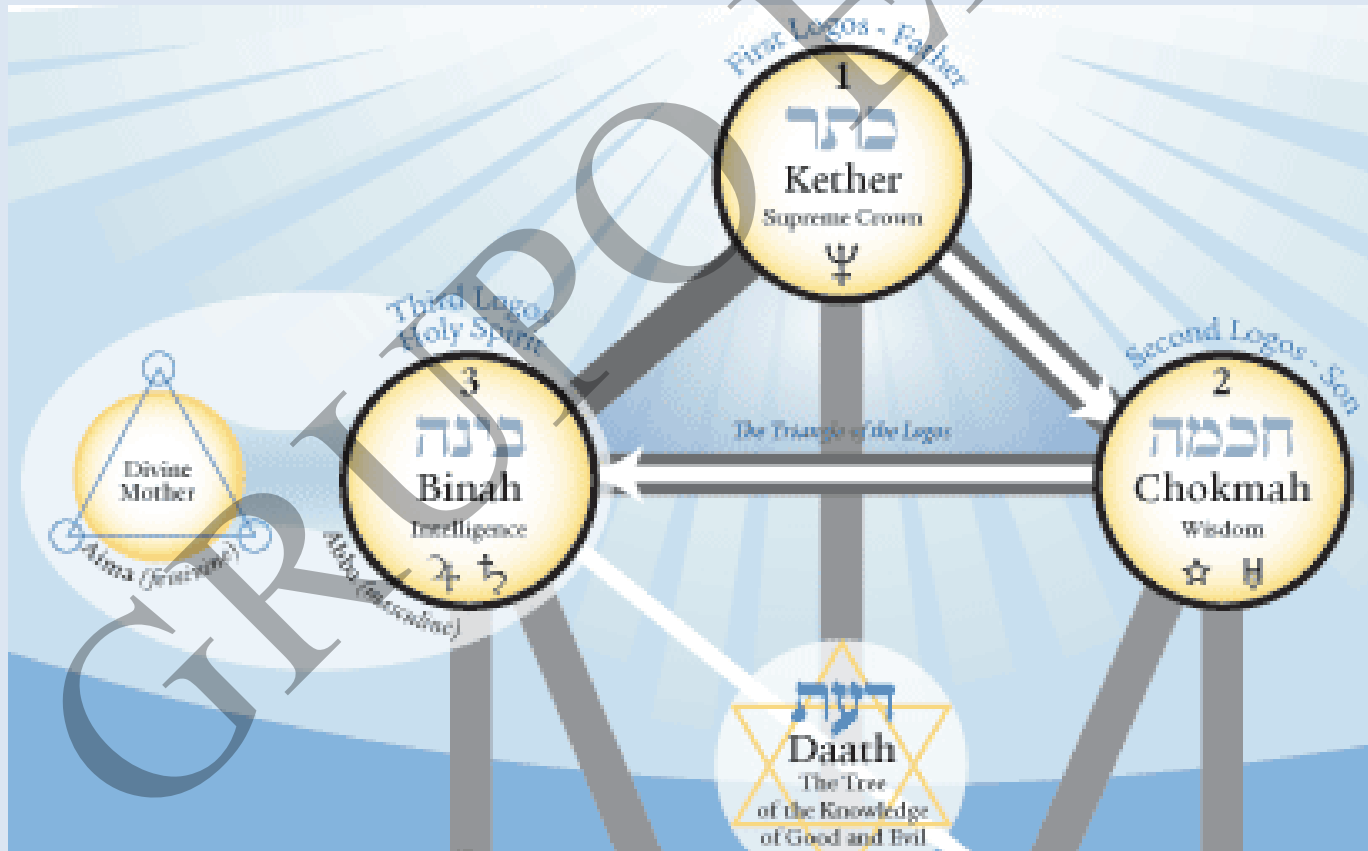 First Logos - Father
1
כתר
Kether
Supreme Crown
♆
Third Logos
Holy Spirit
3
בינה
Binah
Intelligence
♃ ♄
Abba (masculine)
Divine
Mother
Aima (feminine)
Second Logos - Son
2
חכמה
Chokmah
Wisdom
☆ ♅
The Triangle of the Logos
דעת
Daath
The Tree
of the Knowledge
of Good and Evil
GRUPO